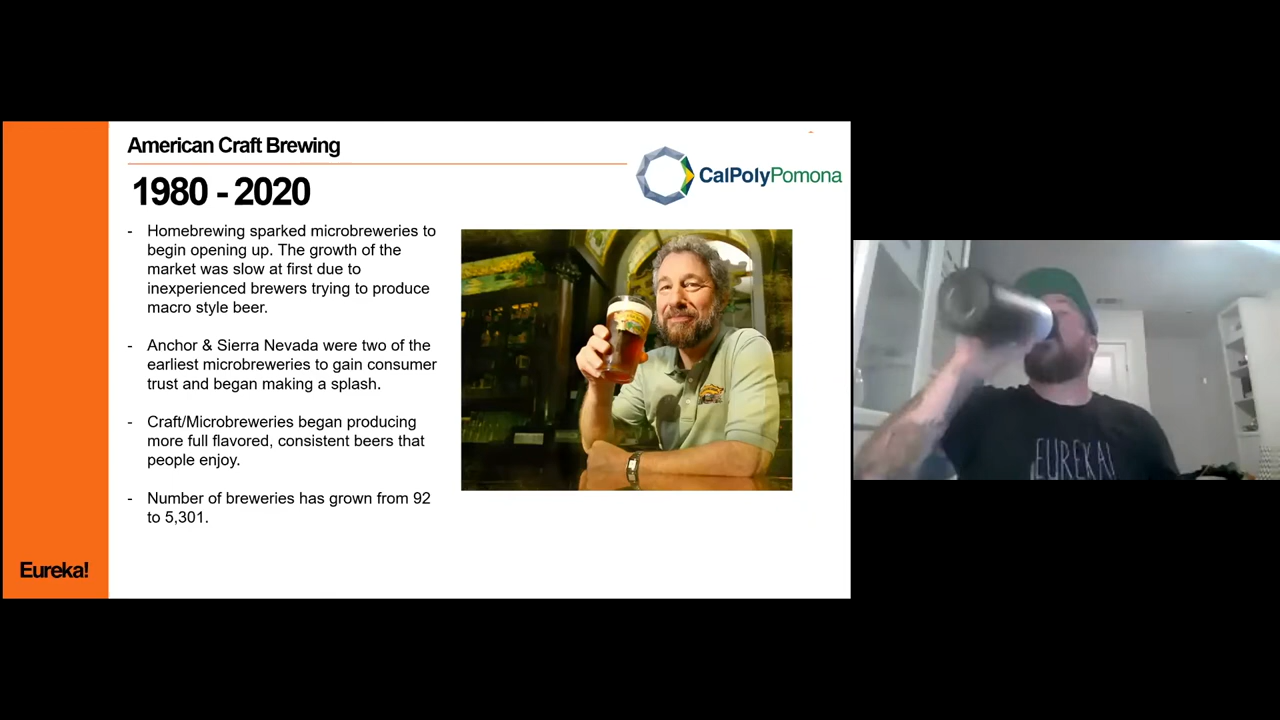 American Craft Brewing
1980 - 2020
CalPolyPomona
- Homebrewing sparked microbreweries to
begin opening up. The growth of the
market was slow at first due to
inexperienced brewers trying to produce
macro style beer.
- Anchor & Sierra Nevada were two of the
earliest microbreweries to gain consumer
trust and began making a splash.
- Craft/Microbreweries began producing
more full flavored, consistent beers that
people enjoy.
- Number of breweries has grown from 92
to 5,301.
Eureka!
EUREKA!